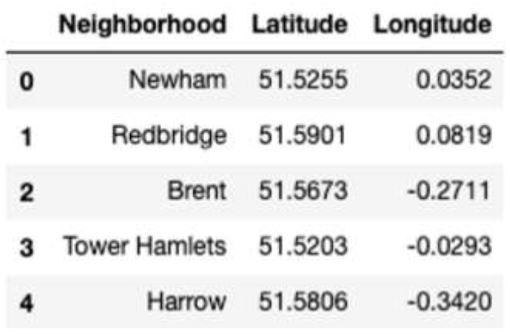 Neighborhood Latitude Longitude
0 Newham 51.5255 0.0352
1 Redbridge 51.5901 0.0819
2 Brent 51.5673 -0.2711
3 Tower Hamlets 51.5203 -0.0293
4 Harrow 51.5806 -0.3420